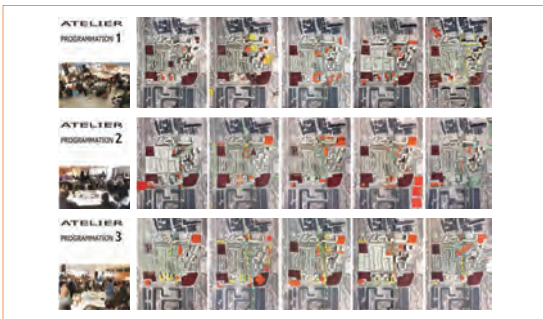 ATELIER
PROGRAMMATION 1
ATELIER
PROGRAMMATION 2
ATELIER
PROGRAMMATION 3